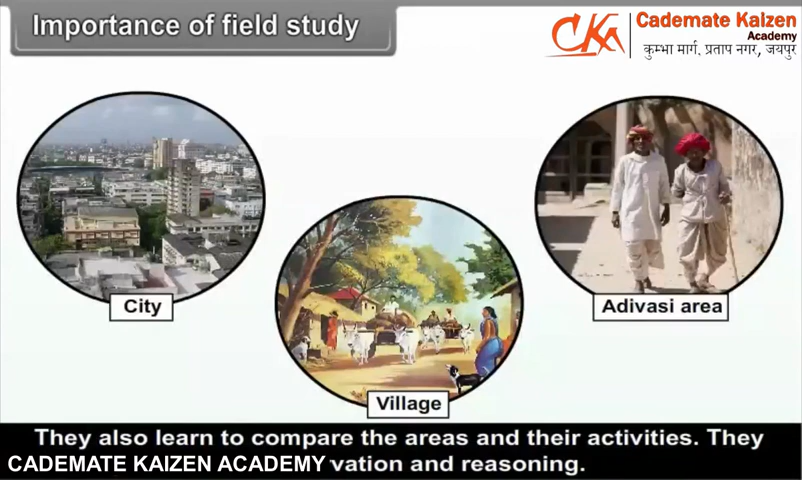 Importance of field study
CKA
Cademate Kaizen
Academy
कुम्भा मार्ग, प्रताप नगर, जयपुर
City
Village
Adivasi area
They also learn to compare the areas and their activities. They
CADEMATE KAIZEN ACADEMY vation and reasoning.